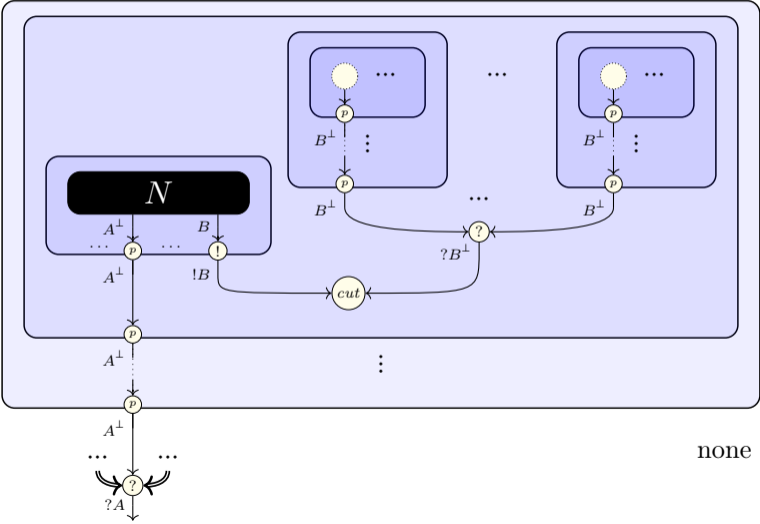 ... ... ...
p p
B⊥ ⋮ B⊥ ⋮
p p
N ...
B⊥ B⊥
A⊥ B
... p ... ! ?
?B⊥
A⊥ !B
cut
p
A⊥ ⋮
p
A⊥
... ... none
?
?A